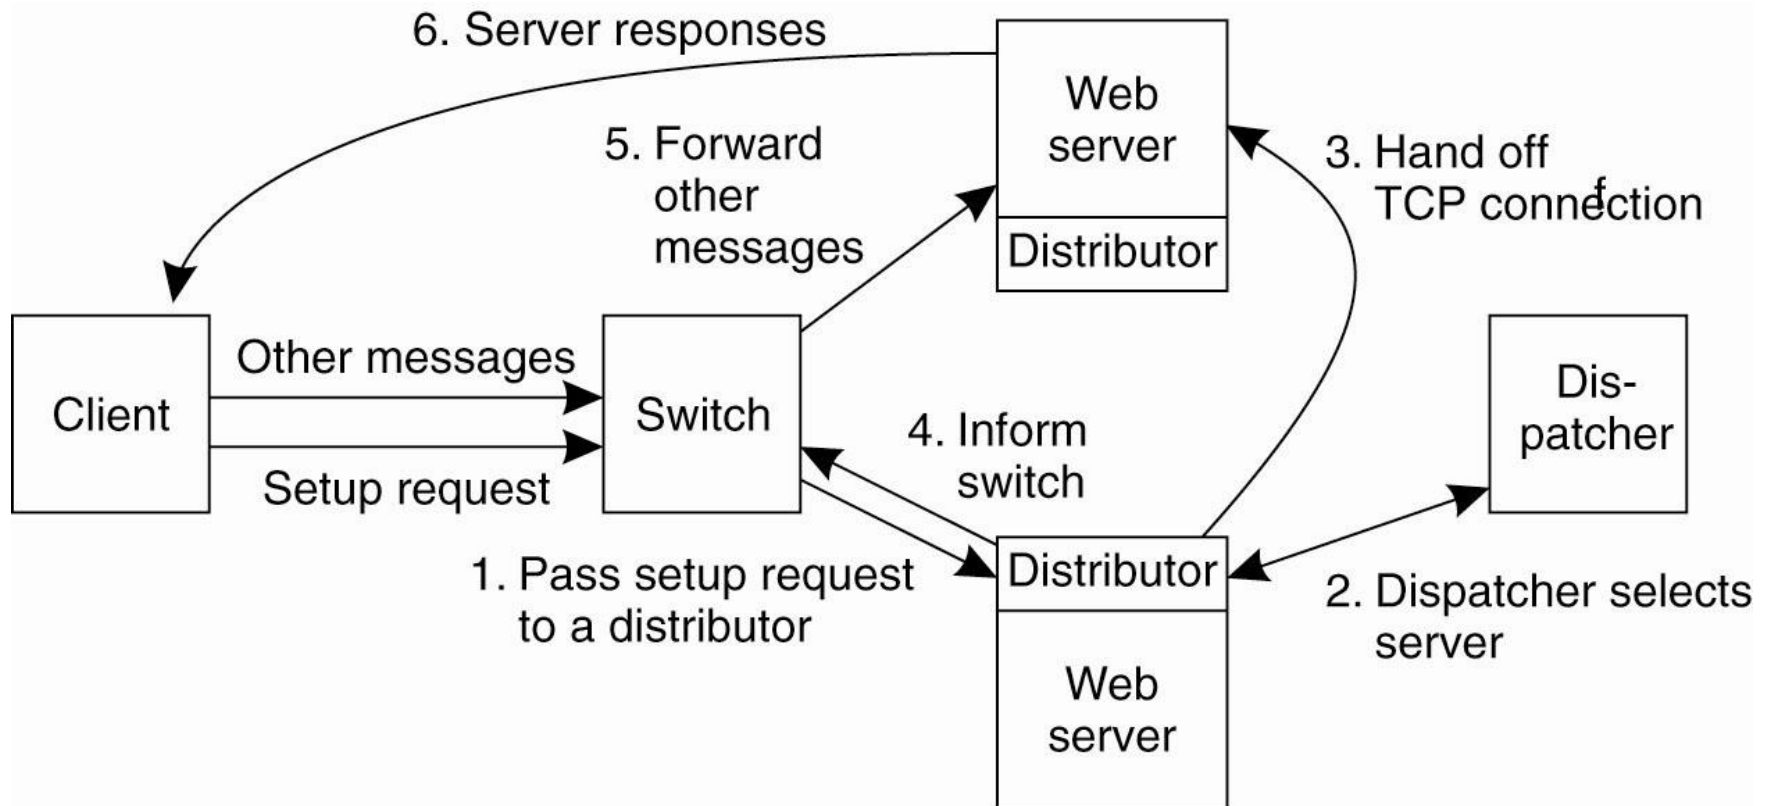 6. Server responses
Web
server
5. Forward
other
messages
3. Hand off
TCP connection
f
Distributor
Other messages
Client
Switch
Setup request
4. Inform
switch
Dis-
patcher
1. Pass setup request
to a distributor
Distributor
2. Dispatcher selects
server
Web
server